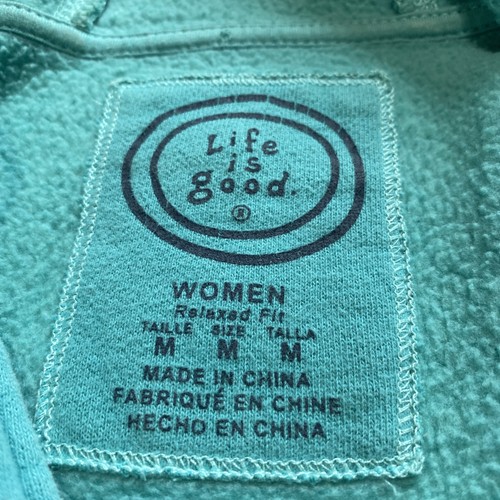 Life
is
good.
®
WOMEN
Relaxed Fit
TAILLE SIZE TALLA
M M M
MADE IN CHINA
FABRIQUÉ EN CHINE
HECHO EN CHINA